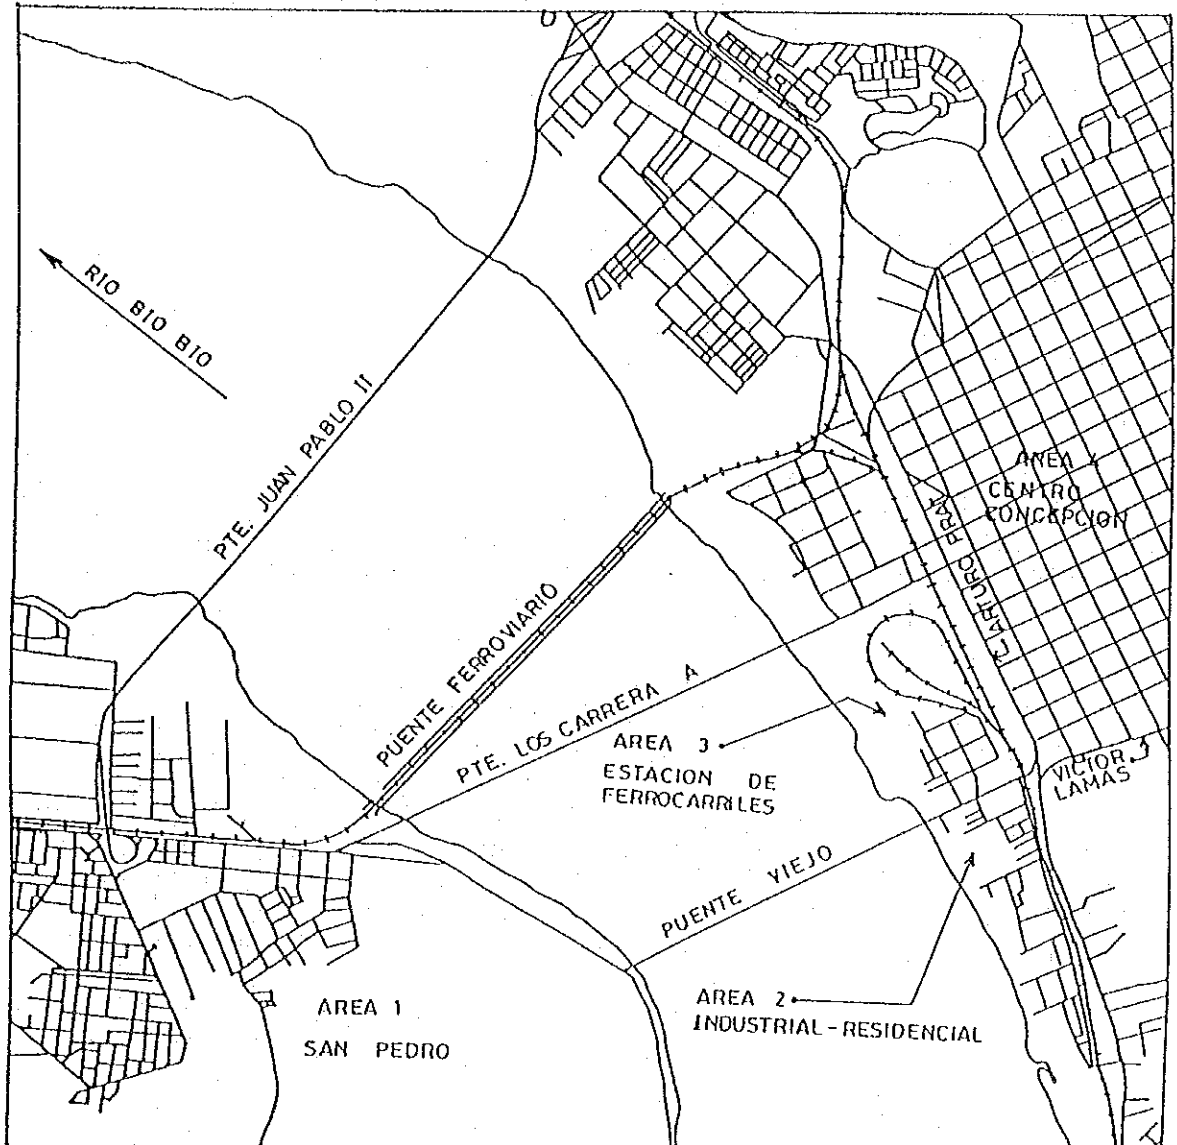 RIO BIO BIO
PTE. JUAN PABLO II
AREA 4
CENTRO
CONCEPCION
ARTURO PRAT
PUENTE FERROVIARIO
PTE. LOS CARRERA A
AREA 3
ESTACION DE
FERROCARRILES
VICTOR
LAMAS
PUENTE VIEJO
AREA 1
SAN PEDRO
AREA 2
INDUSTRIAL-RESIDENCIAL